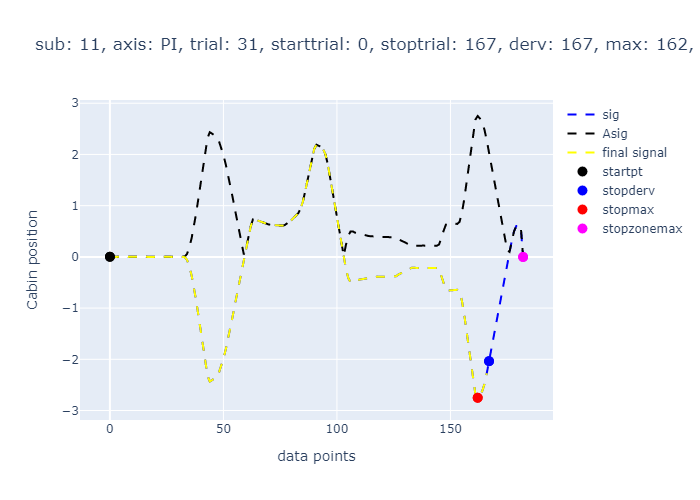 sub: 11, axis: PI, trial: 31, starttrial: 0, stoptrial: 167, derv: 167, max: 162,
3
2
1
0
−1
−2
−3
Cabin position
0
50
100
150
data points
sig
Asig
final signal
startpt
stopderv
stopmax
stopzonemax